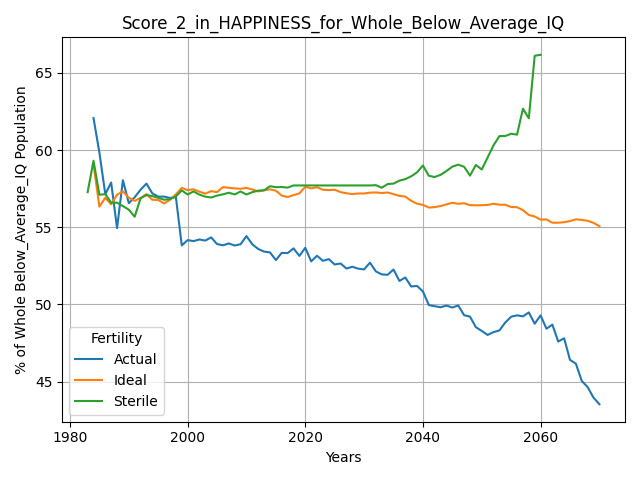 Score_2_in_HAPPINESS_for_Whole_Below_Average_IQ
% of Whole Below_Average_IQ Population
65
60
55
50
45
Fertility
Actual
Ideal
Sterile
1980
2000
2020
2040
2060
Years